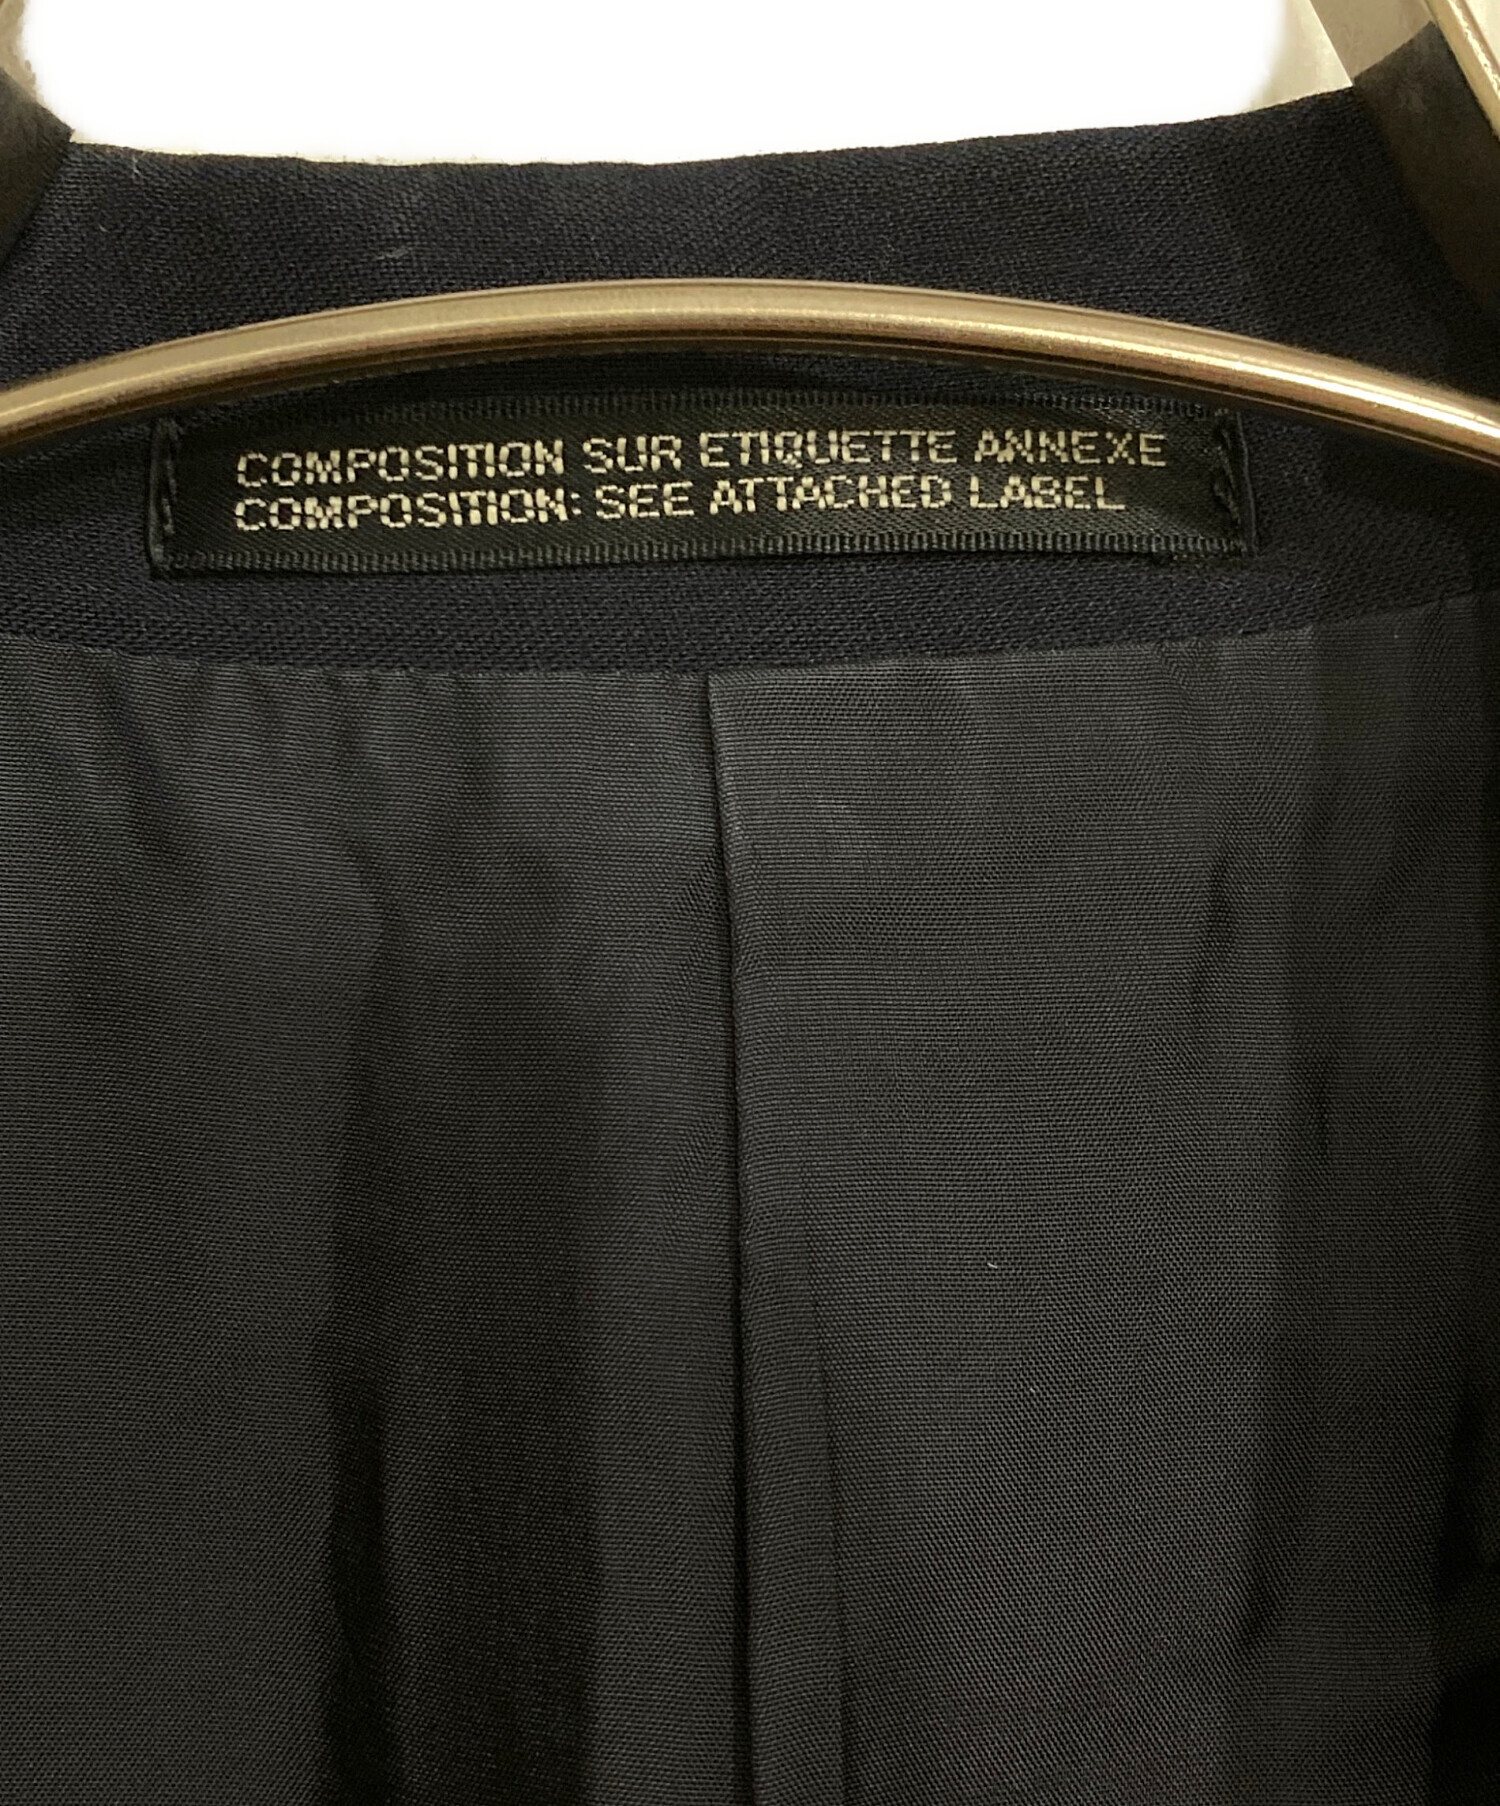 COMPOSITION SUR ETIQUETTE ANNEXE
COMPOSITION: SEE ATTACHED LABEL